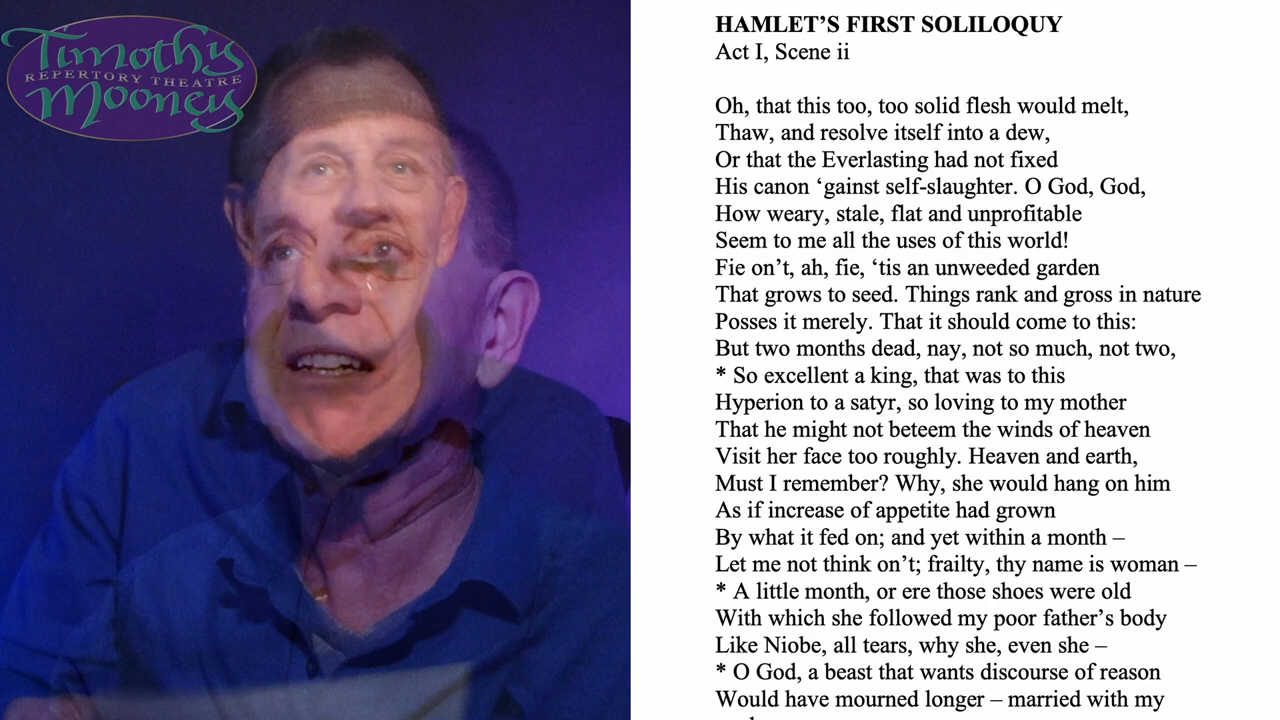 Timothy
REPERTORY THEATRE
Mooney
HAMLET’S FIRST SOLILOQUY
Act I, Scene ii
Oh, that this too, too solid flesh would melt,
Thaw, and resolve itself into a dew,
Or that the Everlasting had not fixed
His canon ‘gainst self-slaughter. O God, God,
How weary, stale, flat and unprofitable
Seem to me all the uses of this world!
Fie on’t, ah, fie, ‘tis an unweeded garden
That grows to seed. Things rank and gross in nature
Posses it merely. That it should come to this:
But two months dead, nay, not so much, not two,
* So excellent a king, that was to this
Hyperion to a satyr, so loving to my mother
That he might not beteem the winds of heaven
Visit her face too roughly. Heaven and earth,
Must I remember? Why, she would hang on him
As if increase of appetite had grown
By what it fed on; and yet within a month –
Let me not think on’t; frailty, thy name is woman –
* A little month, or ere those shoes were old
With which she followed my poor father’s body
Like Niobe, all tears, why she, even she –
* O God, a beast that wants discourse of reason
Would have mourned longer – married with my